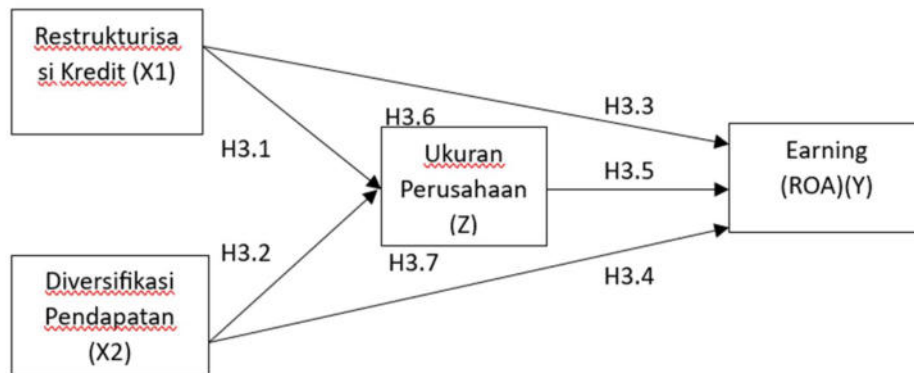 Restrukturisa
si Kredit (X1)
H3.1
H3.6
H3.3
Ukuran
Perusahaan
(Z)
H3.5
Earning
(ROA)(Y)
H3.2
H3.7
H3.4
Diversifikasi
Pendapatan
(X2)